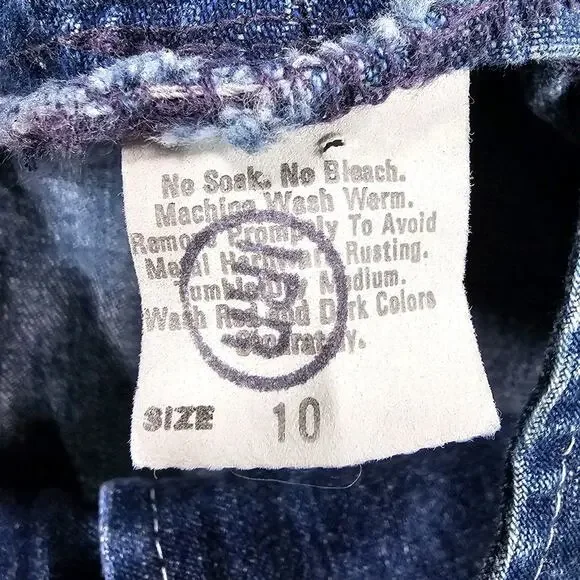 No Soak. No Bleach.
Machine Wash Warm.
Remove Promptly To Avoid
Metal Hardware Rusting.
Tumble Medium.
Wash Red and Dark Colors
Separately.
SIZE 10